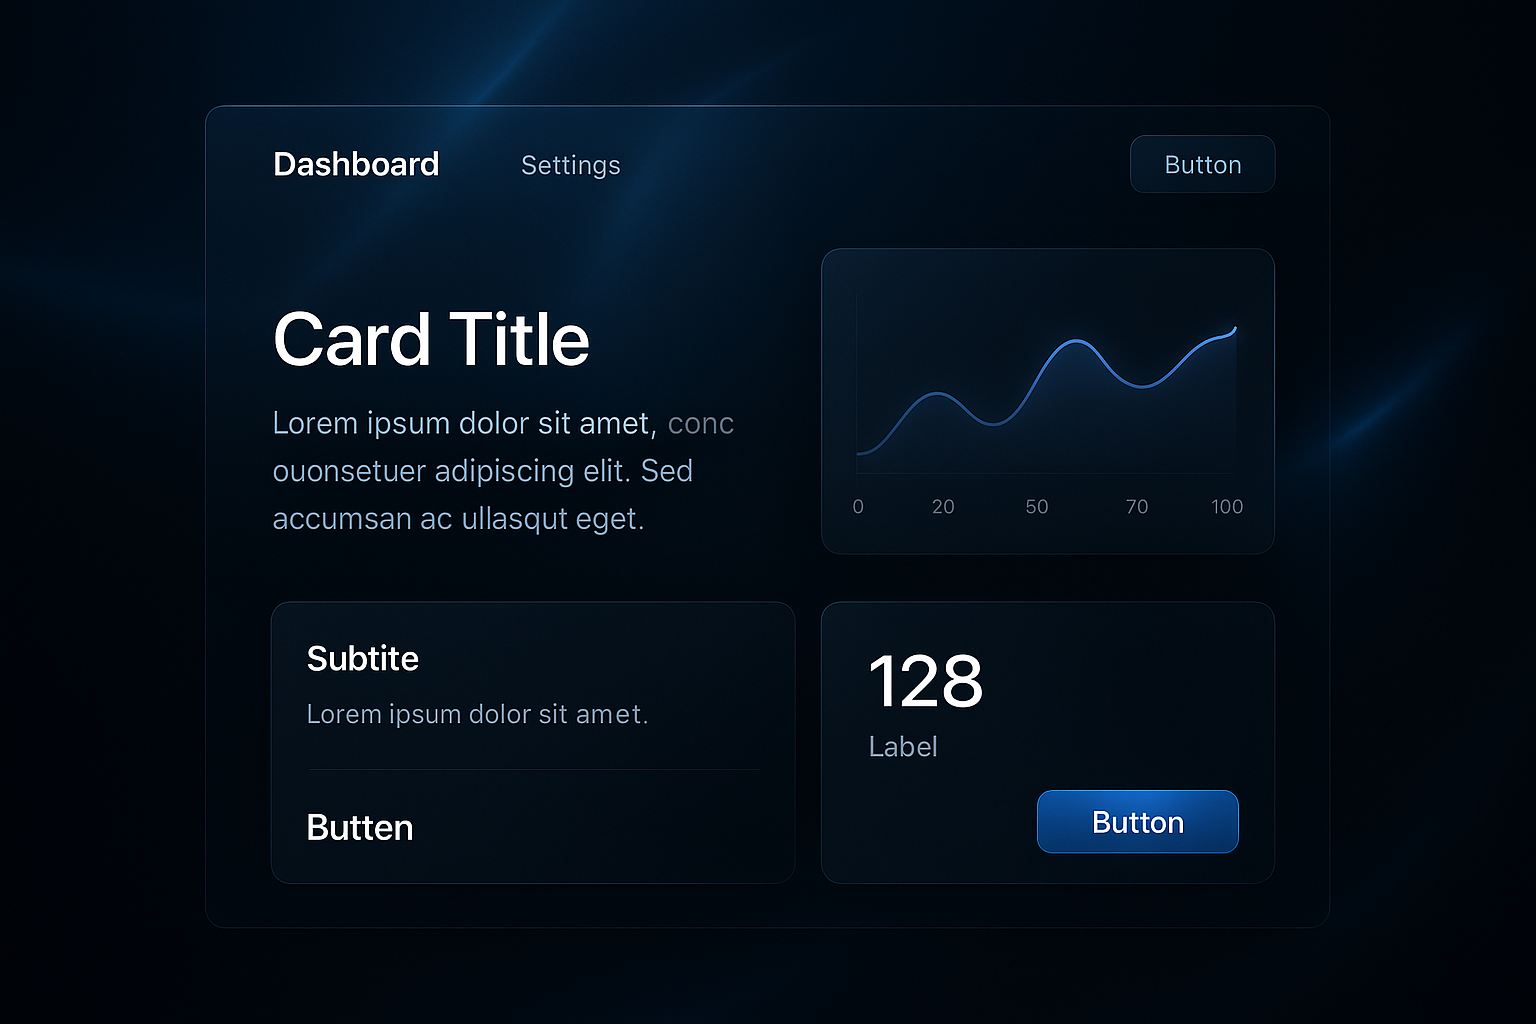 Dashboard
Settings
Button
Card Title
Lorem ipsum dolor sit amet, conc
ouonsetuer adipiscing elit. Sed
accumsan ac ullasqut eget.
0 20 50 70 100
Subtite
Lorem ipsum dolor sit amet.
Butten
128
Label
Button